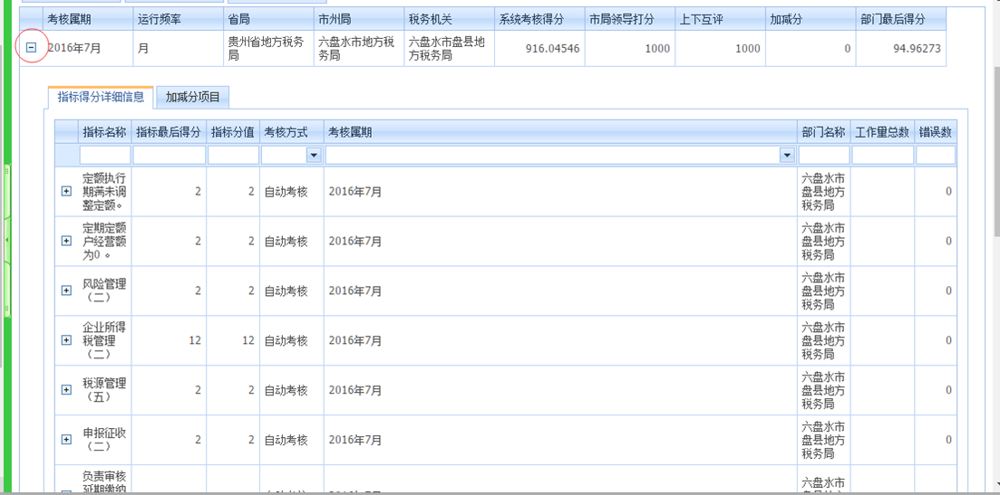 考核属期 运行频率 省局 市州局 税务机关 系统考核得分 市局领导打分 上下互评 加减分 部门最后得分
2016年7月 月 贵州省地方税务局 六盘水市地方税务局 六盘水市盘县地方税务局 916.04546 1000 1000 0 94.96273
指标得分详细信息 加减分项目
指标名称 指标最后得分 指标分值 考核方式 考核属期 部门名称 工作量总数 错误数
定额执行期满未调整定额。 2 2 自动考核 2016年7月 六盘水市盘县地方税务局 0
定期定额户经营额为0 。 2 2 自动考核 2016年7月 六盘水市盘县地方税务局 0
风险管理（二） 2 2 自动考核 2016年7月 六盘水市盘县地方税务局 0
企业所得税管理（二） 12 12 自动考核 2016年7月 六盘水市盘县地方税务局 0
税源管理（五） 2 2 自动考核 2016年7月 六盘水市盘县地方税务局 0
申报征收（二） 2 2 自动考核 2016年7月 六盘水市盘县地方税务局 0
负责审核延期缴纳 六盘水市盘县地方